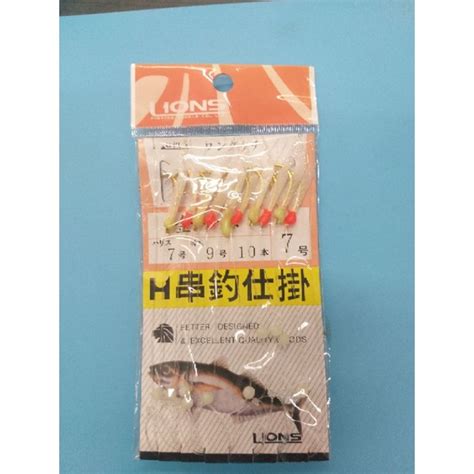 LIONS
ハリス
7号 9号 10本 7号
H串釣仕掛
BETTER DESIGNED
& EXCELLENT QUALITY GOODS
LIONS